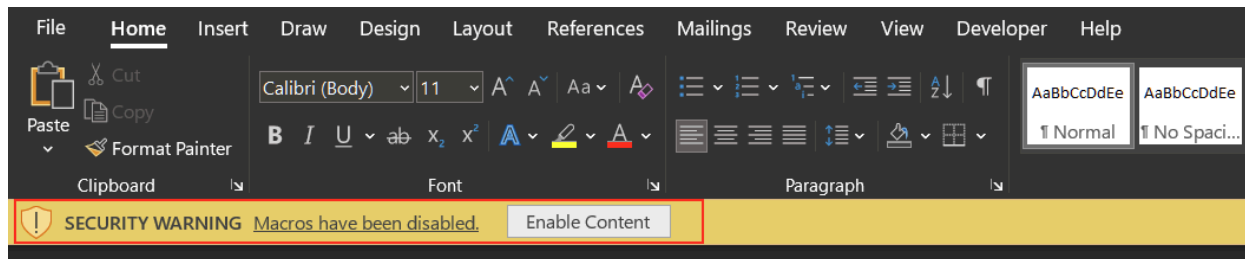 File Home Insert Draw Design Layout References Mailings Review View Developer Help
Cut
Copy
Paste
Format Painter
Clipboard
Calibri (Body) 11 A A Aa A
B I U ab x2 x2 A A
Font
Paragraph
AaBbCcDdEe AaBbCcDdEe
¶ Normal ¶ No Spaci...
SECURITY WARNING Macros have been disabled. Enable Content